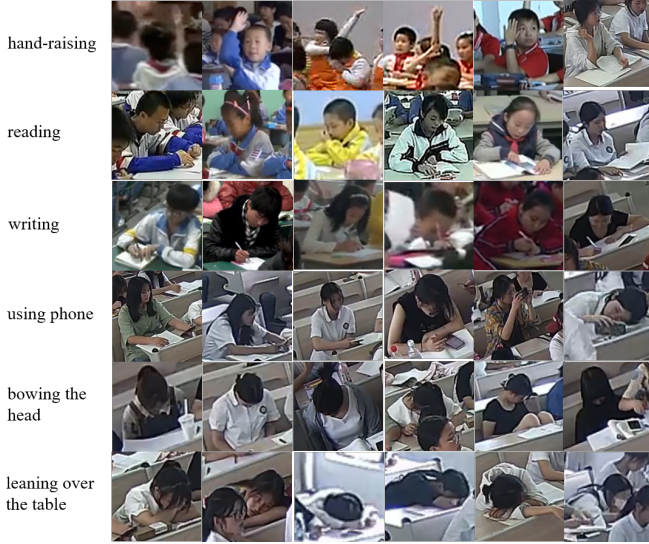 hand-raising
reading
writing
using phone
bowing the
head
leaning over
the table